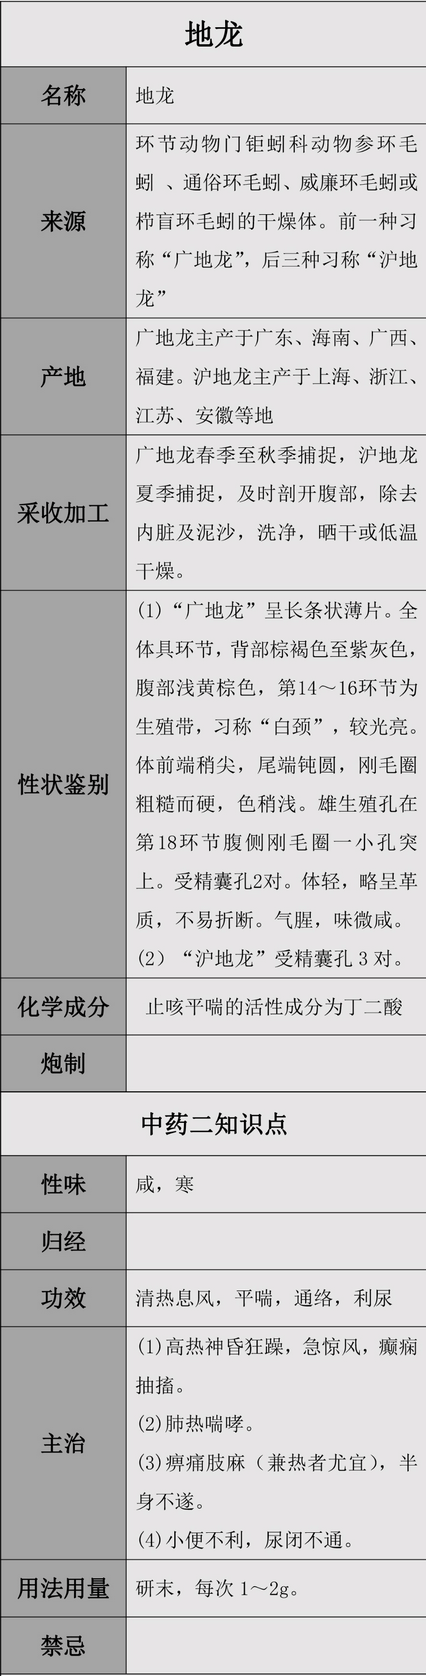 地龙
名称
地龙
来源
环节动物门钜蚓科动物参环毛
蚓 、通俗环毛蚓、威廉环毛蚓或
栉盲环毛蚓的干燥体。前一种习
称“广地龙”，后三种习称“沪地
龙”
产地
广地龙主产于广东、海南、广西、
福建。沪地龙主产于上海、浙江、
江苏、安徽等地
采收加工
广地龙春季至秋季捕捉，沪地龙
夏季捕捉，及时剖开腹部，除去
内脏及泥沙，洗净，晒干或低温
干燥。
性状鉴别
(1)“广地龙”呈长条状薄片。全
体具环节，背部棕褐色至紫灰色，
腹部浅黄棕色，第14～16环节为
生殖带，习称“白颈”，较光亮。
体前端稍尖，尾端钝圆，刚毛圈
粗糙而硬，色稍浅。雄生殖孔在
第18环节腹侧刚毛圈一小孔突
上。受精囊孔2对。体轻，略呈革
质，不易折断。气腥，味微咸。
(2) “沪地龙”受精囊孔 3 对。
化学成分
止咳平喘的活性成分为丁二酸
炮制
中药二知识点
性味
咸，寒
归经
功效
清热息风，平喘，通络，利尿
主治
(1)高热神昏狂躁，急惊风，癫痫
抽搐。
(2)肺热喘哮。
(3)痹痛肢麻（兼热者尤宜），半
身不遂。
(4)小便不利，尿闭不通。
用法用量
研末，每次 1～2g。
禁忌